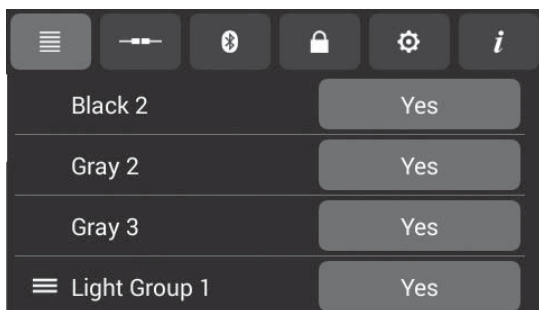 i
Black 2 Yes
Gray 2 Yes
Gray 3 Yes
Light Group 1 Yes